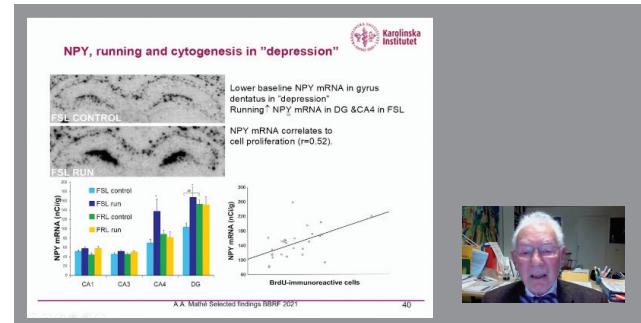 Karolinska
Institutet
NPY, running and cytogenesis in "depression"
FSL CONTROL
FSL RUN
Lower baseline NPY mRNA in gyrus
dentatus in "depression"
Running↑ NPY mRNA in DG &CA4 in FSL
NPY mRNA correlates to
cell proliferation (r=0.52).
NPY mRNA (nCi/g)
FSL control
FSL run
FRL control
FRL run
CA1 CA3 CA4 DG
NPY mRNA (nCi/g)
BrdU-immunoreactive cells
A.A. Mathé Selected findings BBRF 2021
40